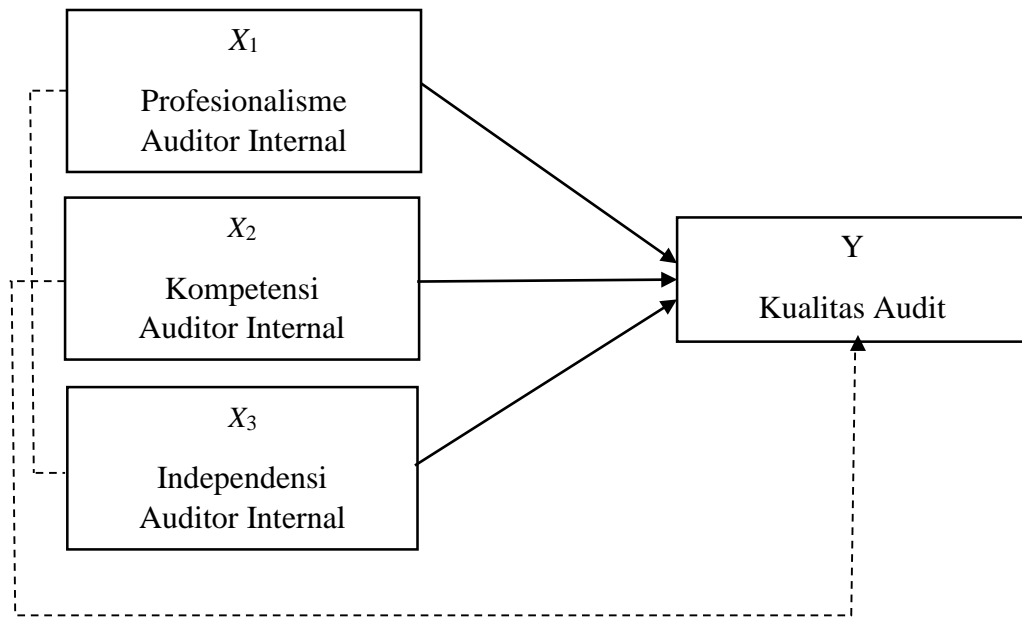 X₁
Profesionalisme
Auditor Internal
X₂
Kompetensi
Auditor Internal
X₃
Independensi
Auditor Internal
Y
Kualitas Audit